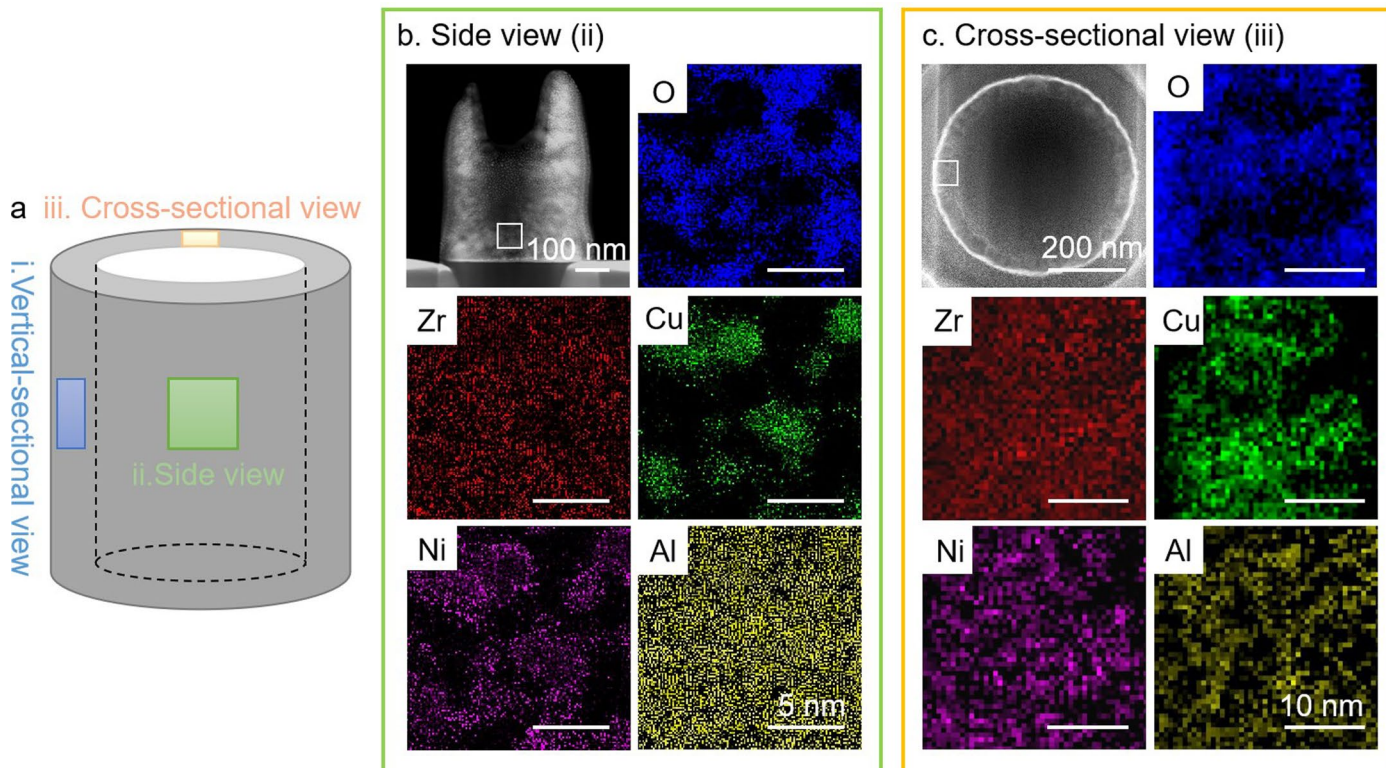 a
iii. Cross-sectional view
i.Vertical-sectional view
ii.Side view
b. Side view (ii)
100 nm
O
Zr
Cu
Ni
Al
5 nm
c. Cross-sectional view (iii)
200 nm
O
Zr
Cu
Ni
Al
10 nm